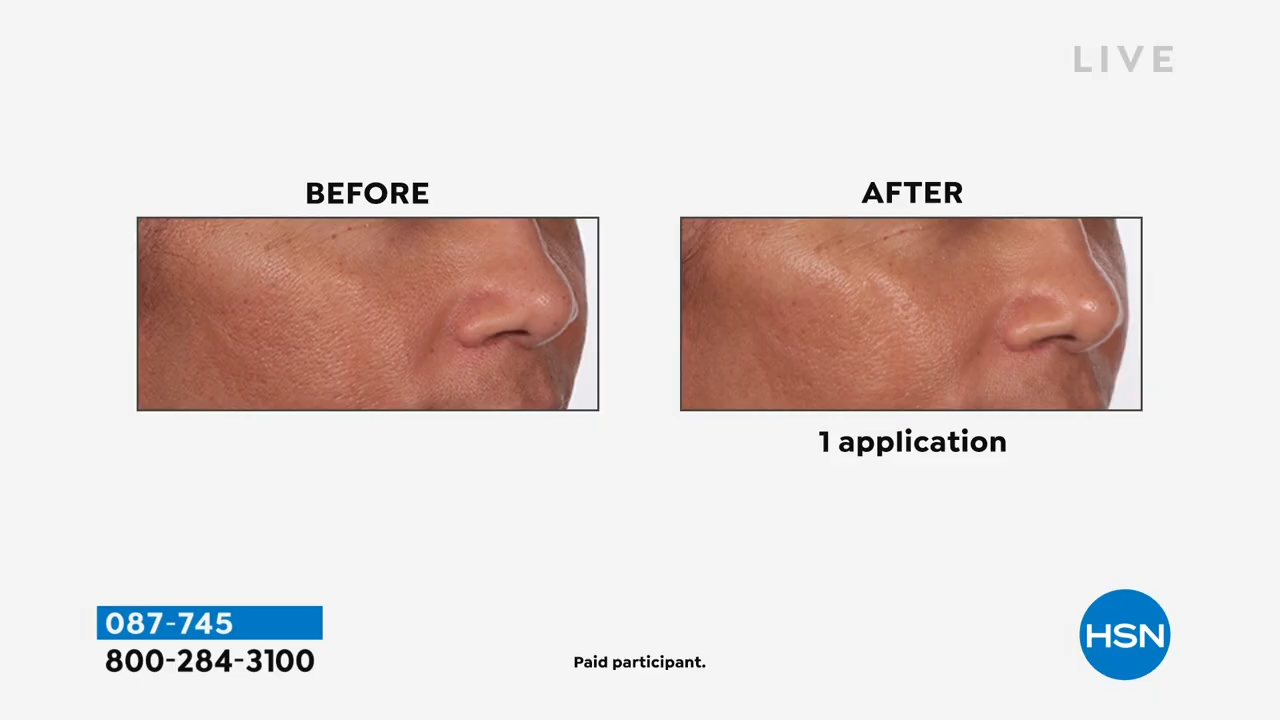 LIVE
BEFORE
AFTER
1 application
087-745
800-284-3100
Paid participant.
HSN